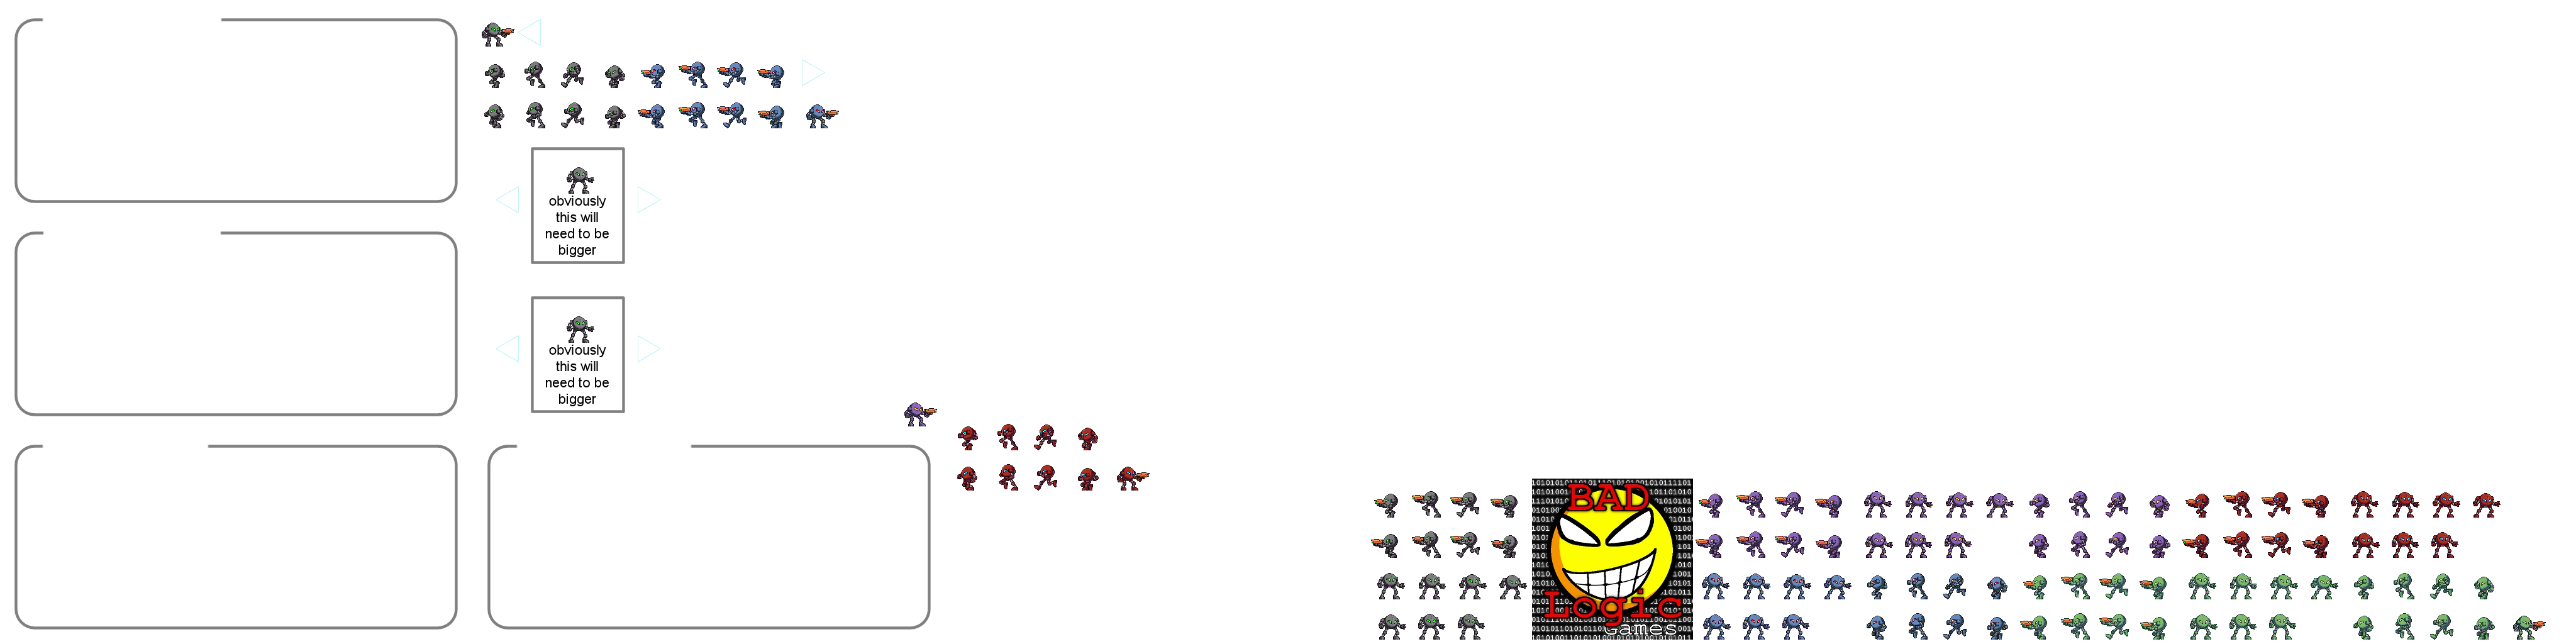 obviously
this will
need to be
bigger
obviously
this will
need to be
bigger
BAD
Logic
Games